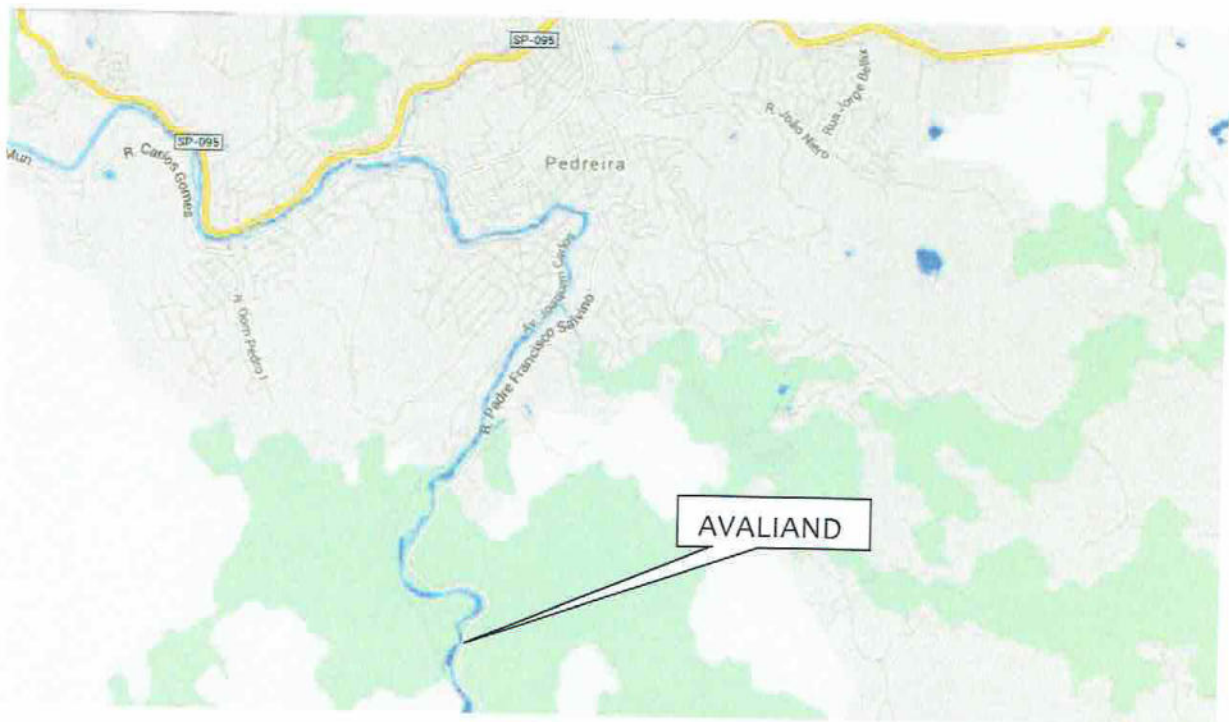 SP-095
SP-095
Mun
R. Carlos Gomes
Pedreira
R. João Niero
Rua Jorge Bellix
R. Dom Pedro I
Av. Joaquim Carlos
R. Padre Francisco Salvino
AVALIAND